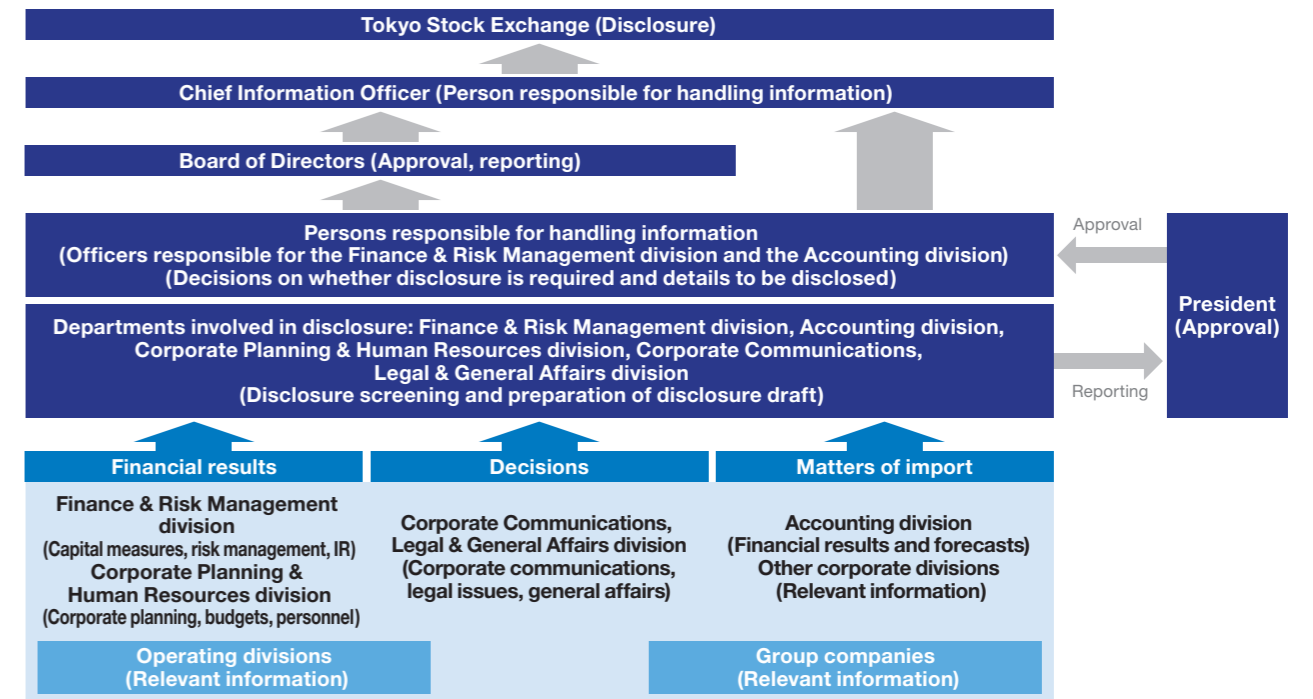 Tokyo Stock Exchange (Disclosure)
Chief Information Officer (Person responsible for handling information)
Board of Directors (Approval, reporting)
Persons responsible for handling information
(Officers responsible for the Finance & Risk Management division and the Accounting division)
(Decisions on whether disclosure is required and details to be disclosed)
Approval
President
(Approval)
Departments involved in disclosure: Finance & Risk Management division, Accounting division,
Corporate Planning & Human Resources division, Corporate Communications,
Legal & General Affairs division
(Disclosure screening and preparation of disclosure draft)
Reporting
Financial results
Finance & Risk Management
division
(Capital measures, risk management, IR)
Corporate Planning &
Human Resources division
(Corporate planning, budgets, personnel)
Decisions
Corporate Communications,
Legal & General Affairs division
(Corporate communications,
legal issues, general affairs)
Matters of import
Accounting division
(Financial results and forecasts)
Other corporate divisions
(Relevant information)
Operating divisions
(Relevant information)
Group companies
(Relevant information)